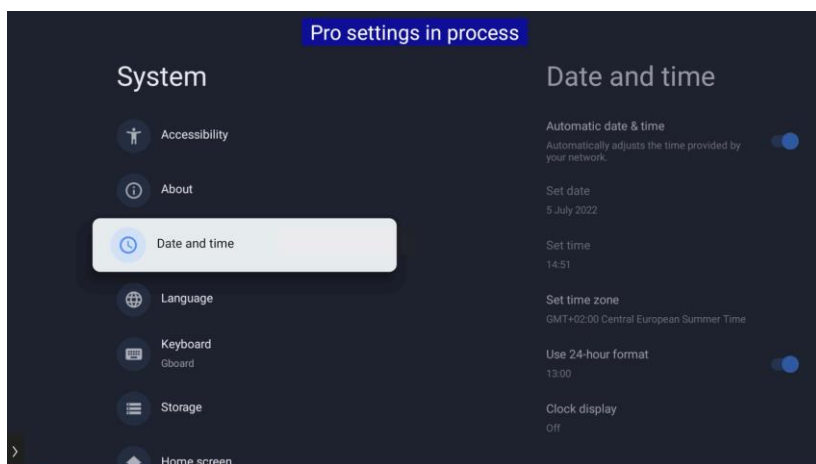 Pro settings in process
System
Accessibility
About
Date and time
Language
Keyboard
Gboard
Storage
Home screen
Date and time
Automatic date & time
Automatically adjusts the time provided by
your network.
Set date
5 July 2022
Set time
14:51
Set time zone
GMT+02:00 Central European Summer Time
Use 24-hour format
13:00
Clock display
Off